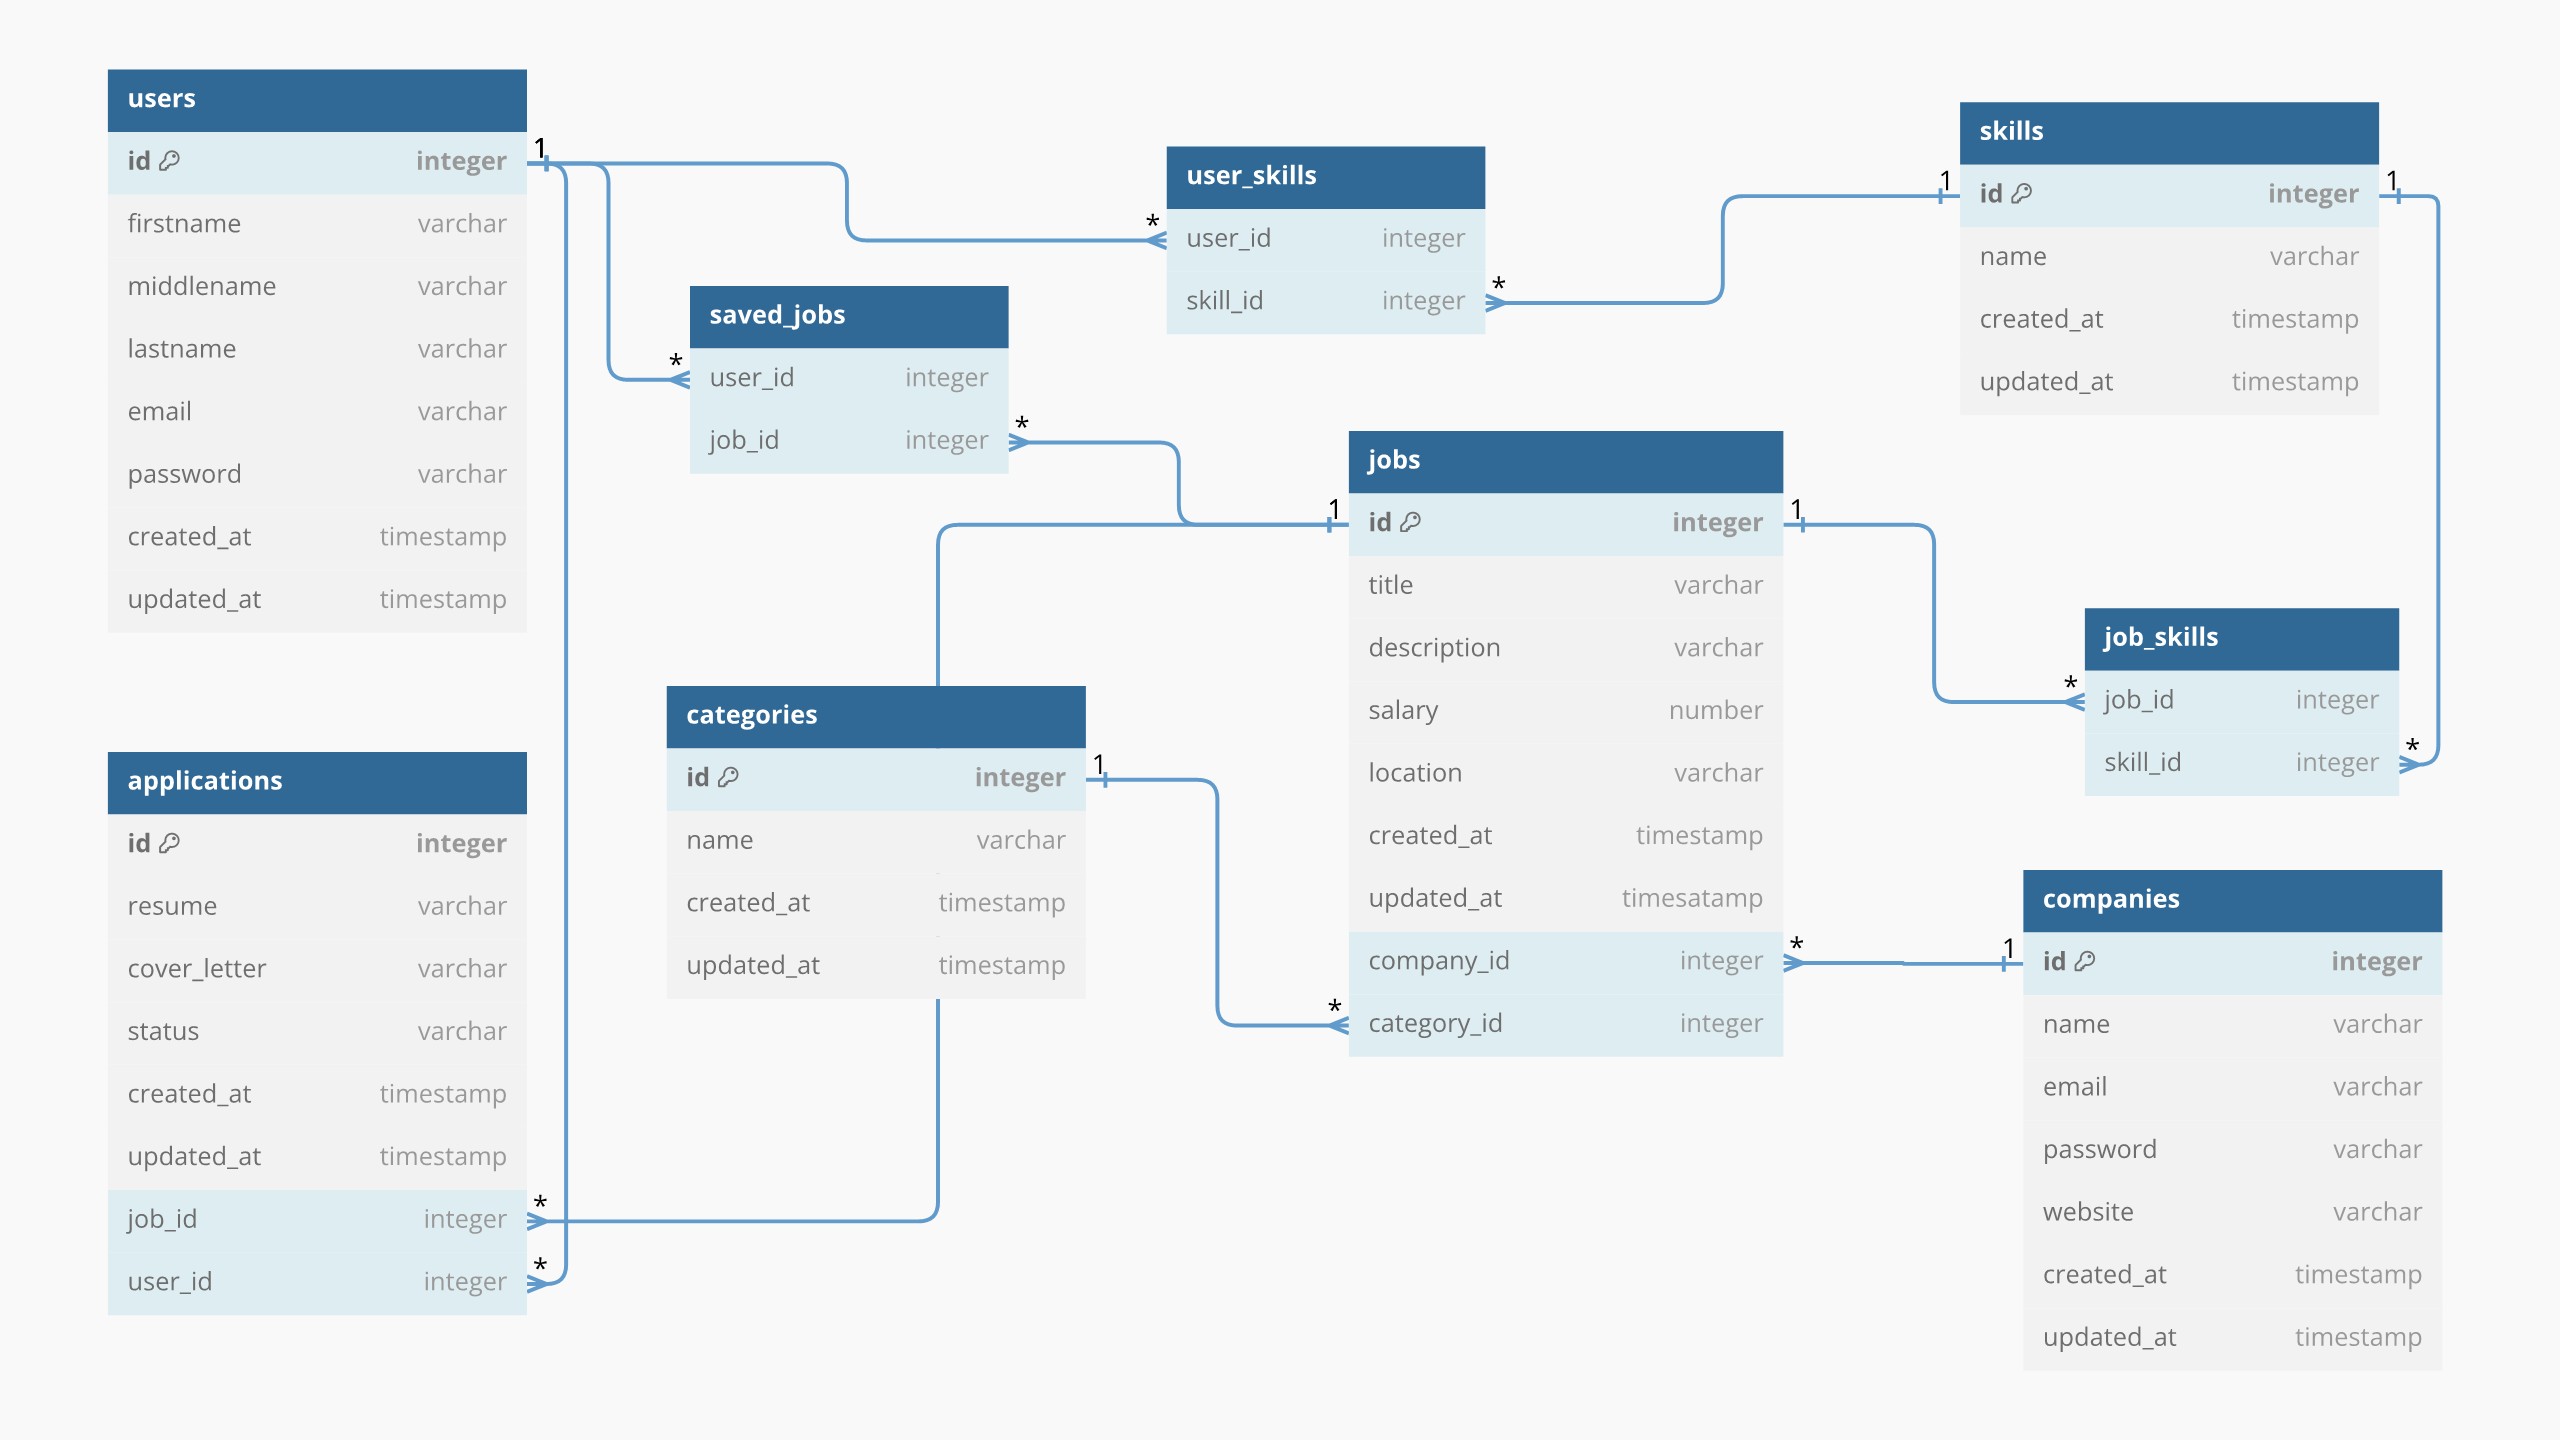 users
id integer
firstname varchar
middlename varchar
lastname varchar
email varchar
password varchar
created_at timestamp
updated_at timestamp
1
user_skills
* user_id integer
skill_id integer *
skills
1 id integer 1
name varchar
created_at timestamp
updated_at timestamp
saved_jobs
* user_id integer
job_id integer *
jobs
1 id integer 1
title varchar
description varchar
salary number
location varchar
created_at timestamp
updated_at timesatamp
company_id integer *
* category_id integer
job_skills
* job_id integer
skill_id integer *
categories
id integer 1
name varchar
created_at timestamp
updated_at timestamp
applications
id integer
resume varchar
cover_letter varchar
status varchar
created_at timestamp
updated_at timestamp
job_id integer *
user_id integer *
companies
1 id integer
name varchar
email varchar
password varchar
website varchar
created_at timestamp
updated_at timestamp